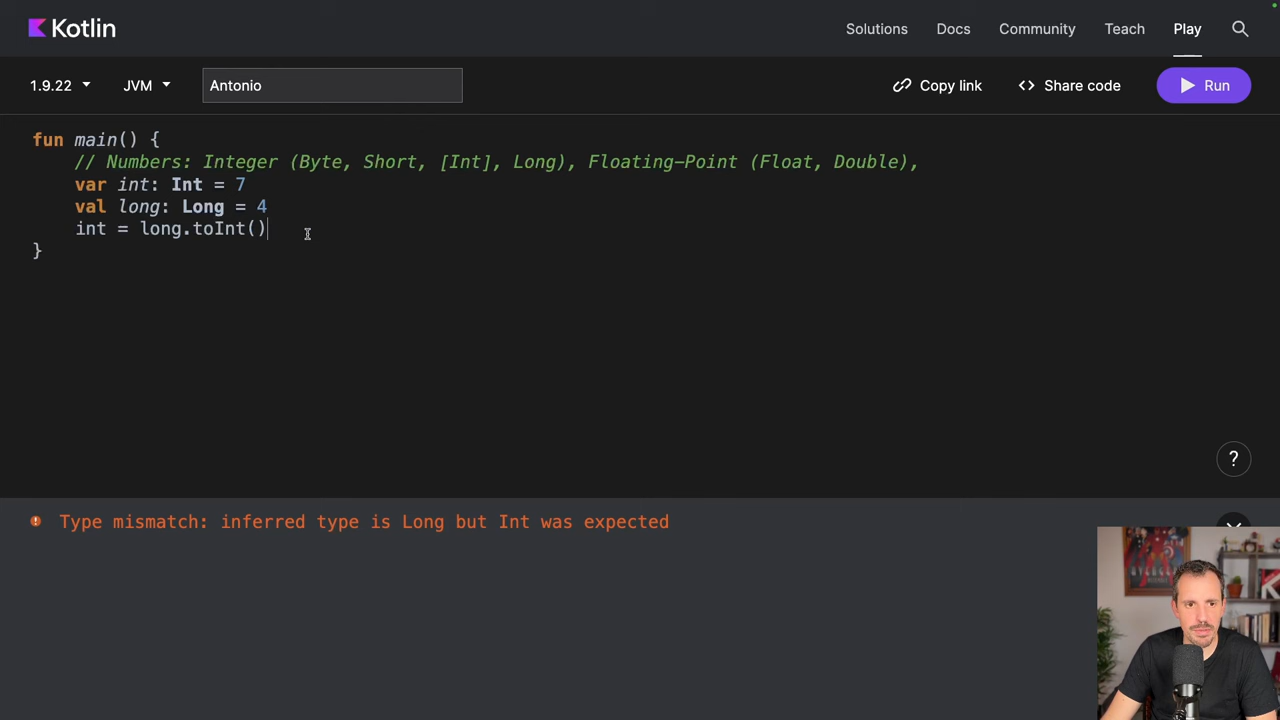 Kotlin
Solutions Docs Community Teach Play
1.9.22 JVM Antonio Copy link <> Share code Run
fun main() {
    // Numbers: Integer (Byte, Short, [Int], Long), Floating-Point (Float, Double),
    var int: Int = 7
    val long: Long = 4
    int = long.toInt()
}
?
Type mismatch: inferred type is Long but Int was expected